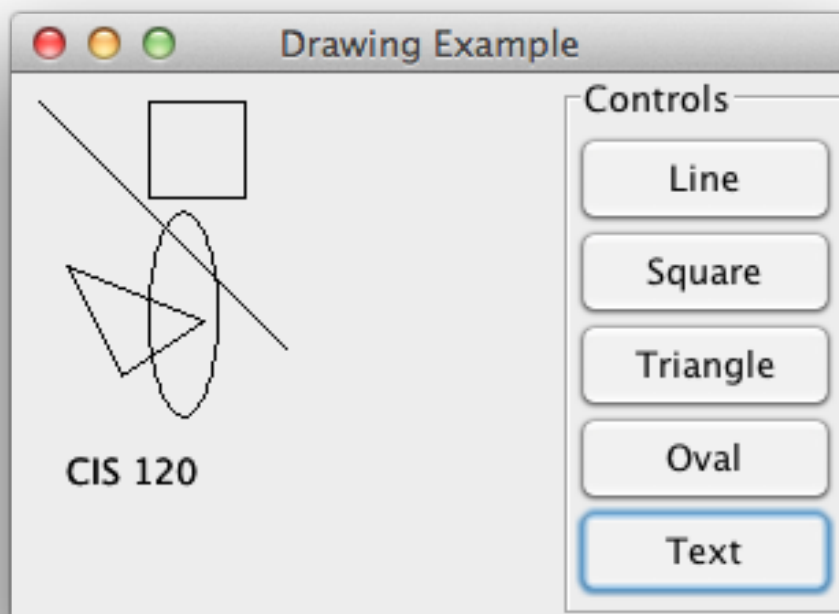 Drawing Example
Controls
Line
Square
Triangle
Oval
Text
CIS 120